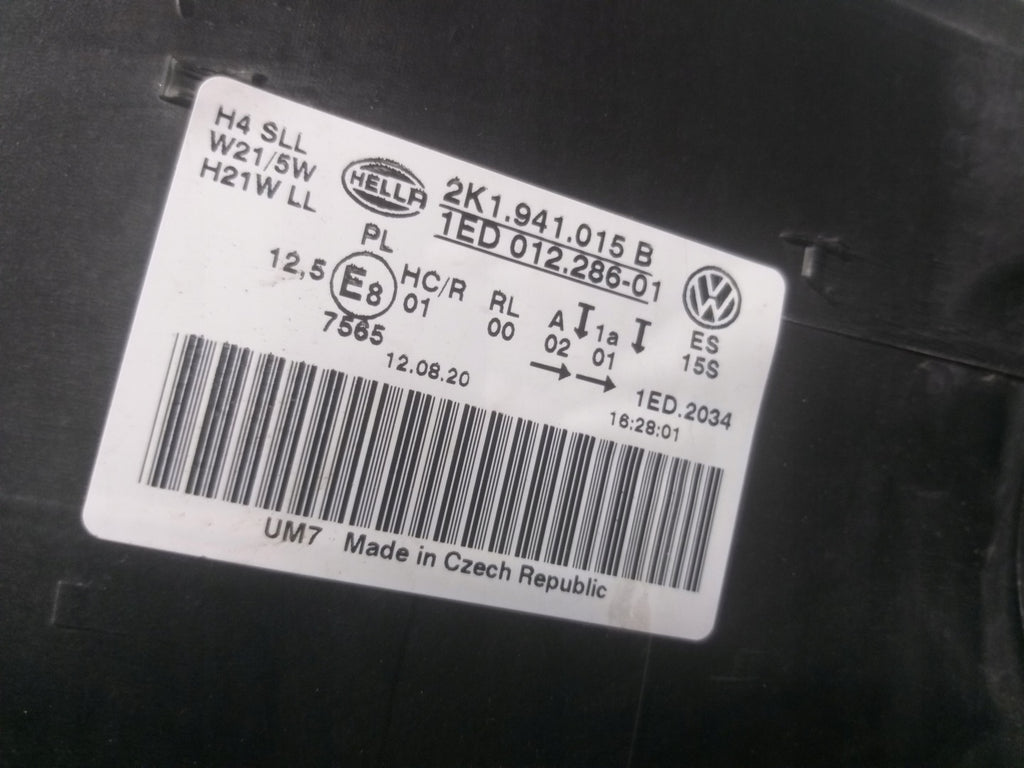 H4 SLL
W21/5W
H21W LL
HELLA
2K1.941.015 B
1ED 012.286-01
PL
12,5 E8 HC/R RL A 1a
01 00 02 01
7565
VW
ES
15S
12.08.20
1ED.2034
16:28:01
UM7 Made in Czech Republic